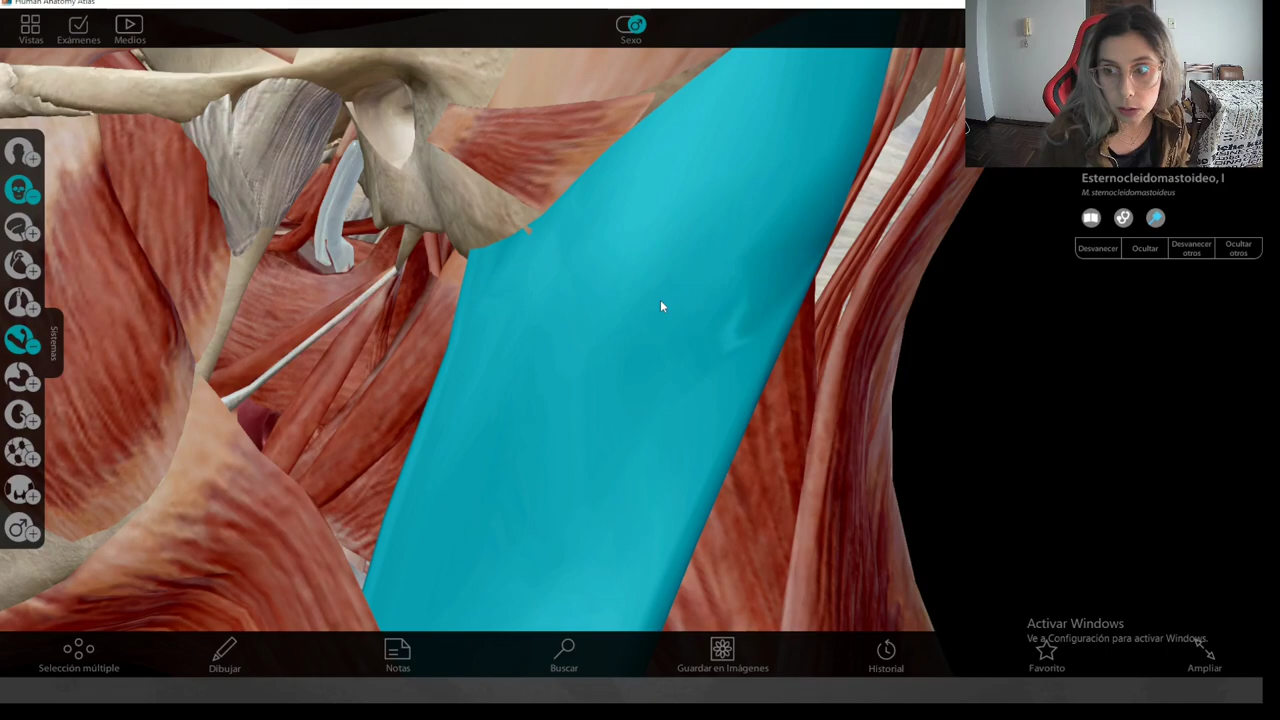 Human Anatomy Atlas
Vistas
Exámenes
Medios
Sexo
Esternocleidomastoideo, I
M. sternocleidomastoideus
Desvanecer
Ocultar
Desvanecer
otros
Ocultar
otros
Sistemas
Activar Windows
Ve a Configuración para activar Windows.
Selección múltiple
Dibujar
Notas
Buscar
Guardar en Imágenes
Historial
Favorito
Ampliar